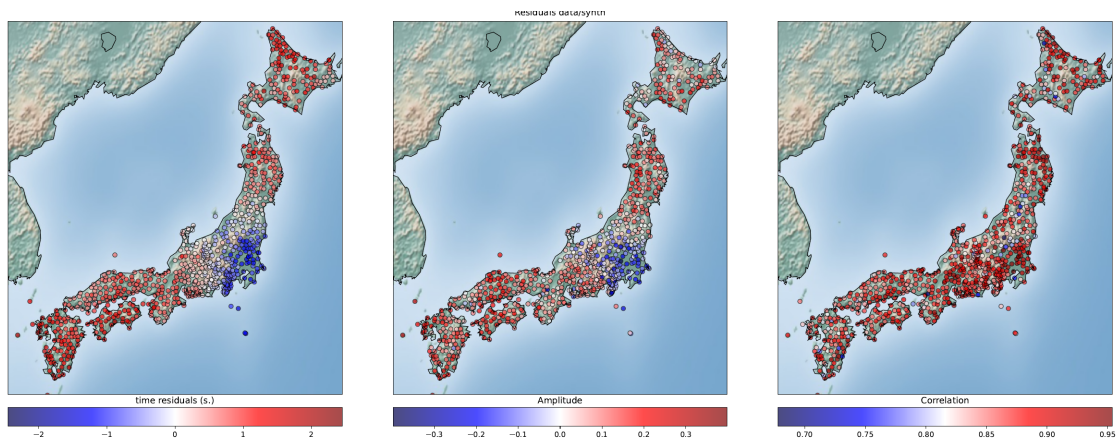 Residuals data/synth
time residuals (s.)
−2 −1 0 1 2
Amplitude
−0.3 −0.2 −0.1 0.0 0.1 0.2 0.3
Correlation
0.70 0.75 0.80 0.85 0.90 0.95